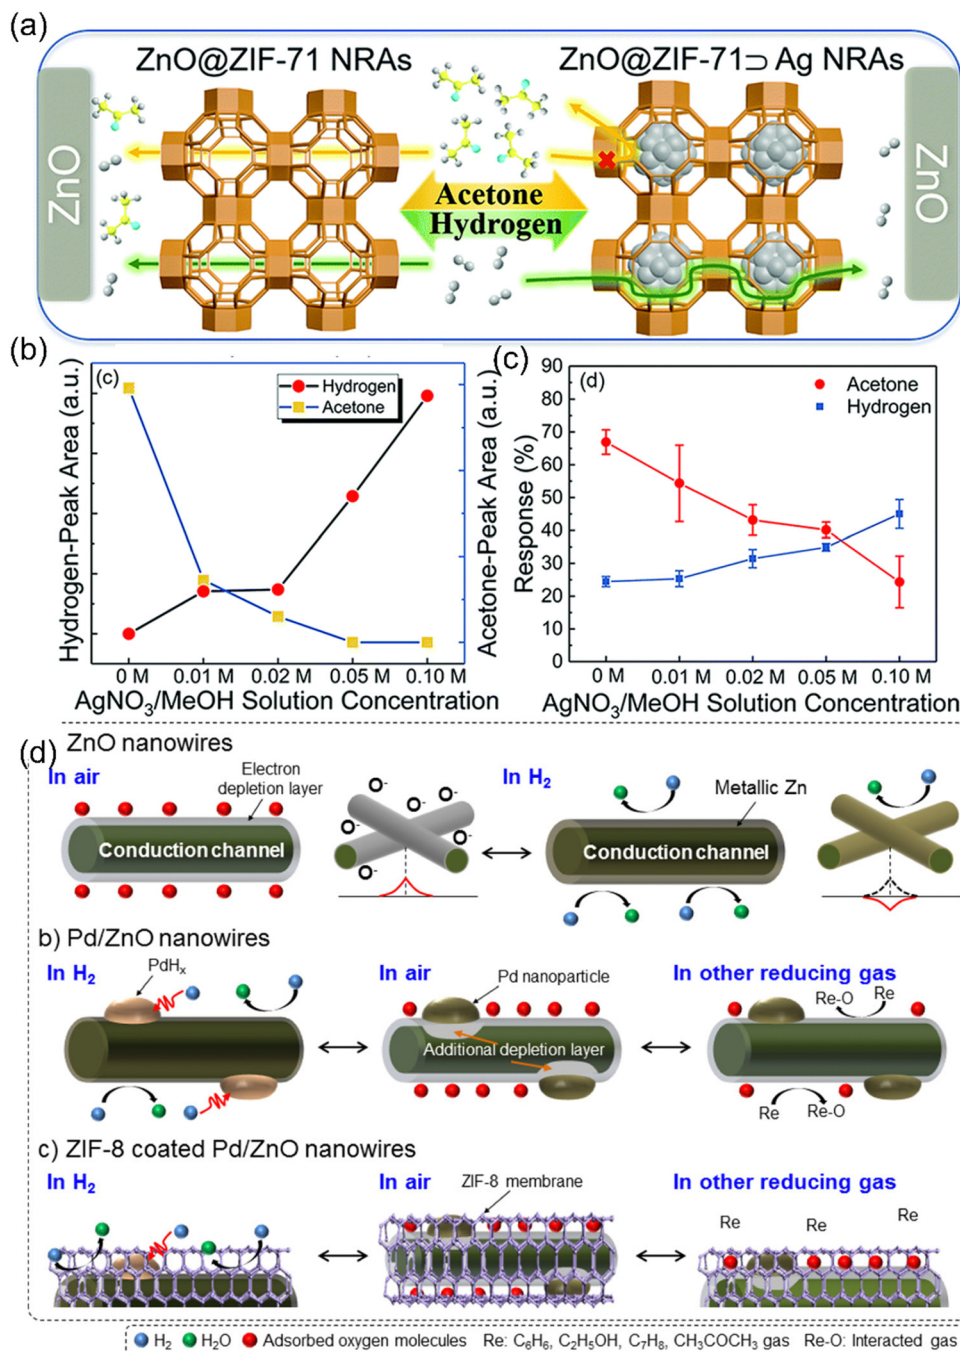 (a)
ZnO@ZIF-71 NRAs
ZnO@ZIF-71⊃ Ag NRAs
ZnO
Acetone
Hydrogen
ZnO
(b)
(c)
Hydrogen
Acetone
Hydrogen-Peak Area (a.u.)
Acetone-Peak Area (a.u.)
0 M 0.01 M 0.02 M 0.05 M 0.10 M
AgNO₃/MeOH Solution Concentration
(c)
(d)
Acetone
Hydrogen
Response (%)
90
80
70
60
50
40
30
20
10
0
0 M 0.01 M 0.02 M 0.05 M 0.10 M
AgNO₃/MeOH Solution Concentration
(d)
ZnO nanowires
In air
Electron
depletion layer
Conduction channel
O⁻
O⁻
O⁻
O⁻
O⁻
In H₂
Metallic Zn
Conduction channel
b) Pd/ZnO nanowires
In H₂
PdHₓ
In air
Pd nanoparticle
Additional depletion layer
In other reducing gas
Re-O
Re
Re
Re-O
c) ZIF-8 coated Pd/ZnO nanowires
In H₂
In air
ZIF-8 membrane
In other reducing gas
Re
Re
Re
H₂ H₂O Adsorbed oxygen molecules Re: C₆H₆, C₂H₅OH, C₇H₈, CH₃COCH₃ gas Re-O: Interacted gas